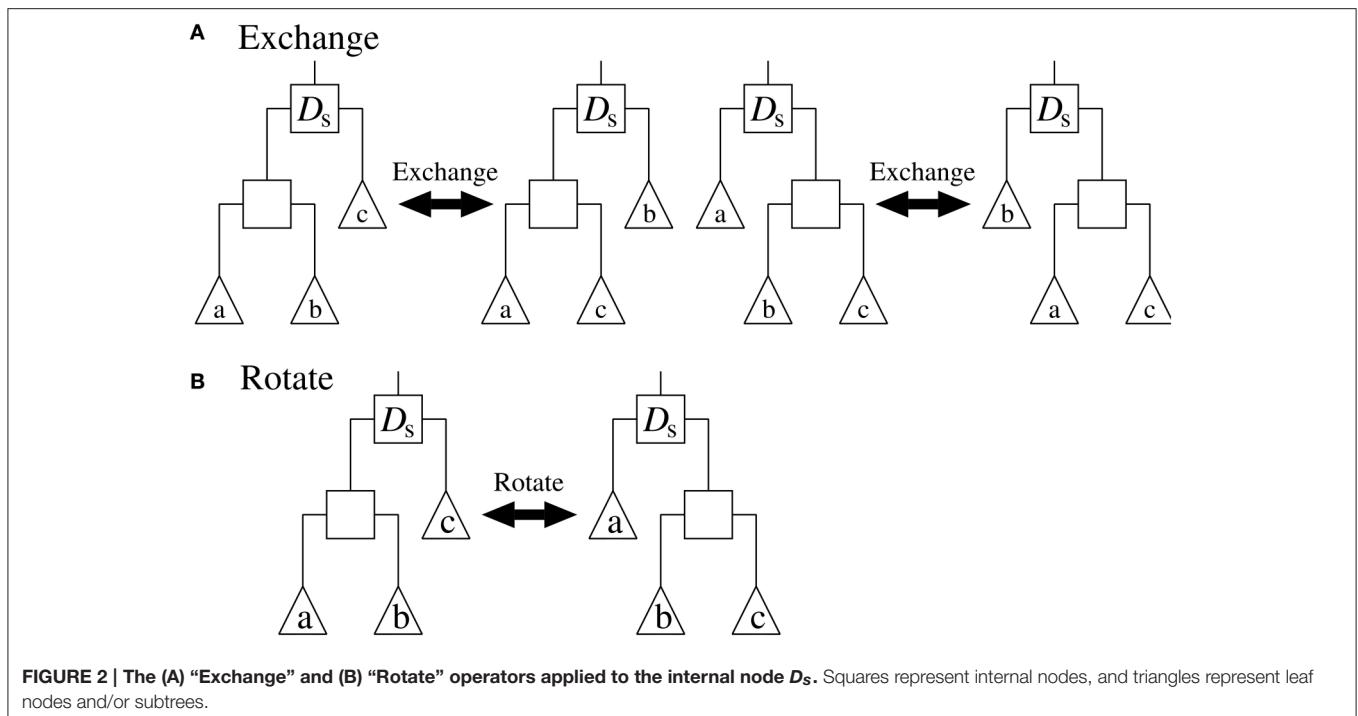 A Exchange
Dₛ Dₛ Dₛ Dₛ
Exchange Exchange
c b a b
a b a c b c a c
B Rotate
Dₛ Dₛ
Rotate
c a
a b b c
FIGURE 2 | The (A) “Exchange” and (B) “Rotate” operators applied to the internal node Dₛ. Squares represent internal nodes, and triangles represent leaf
nodes and/or subtrees.